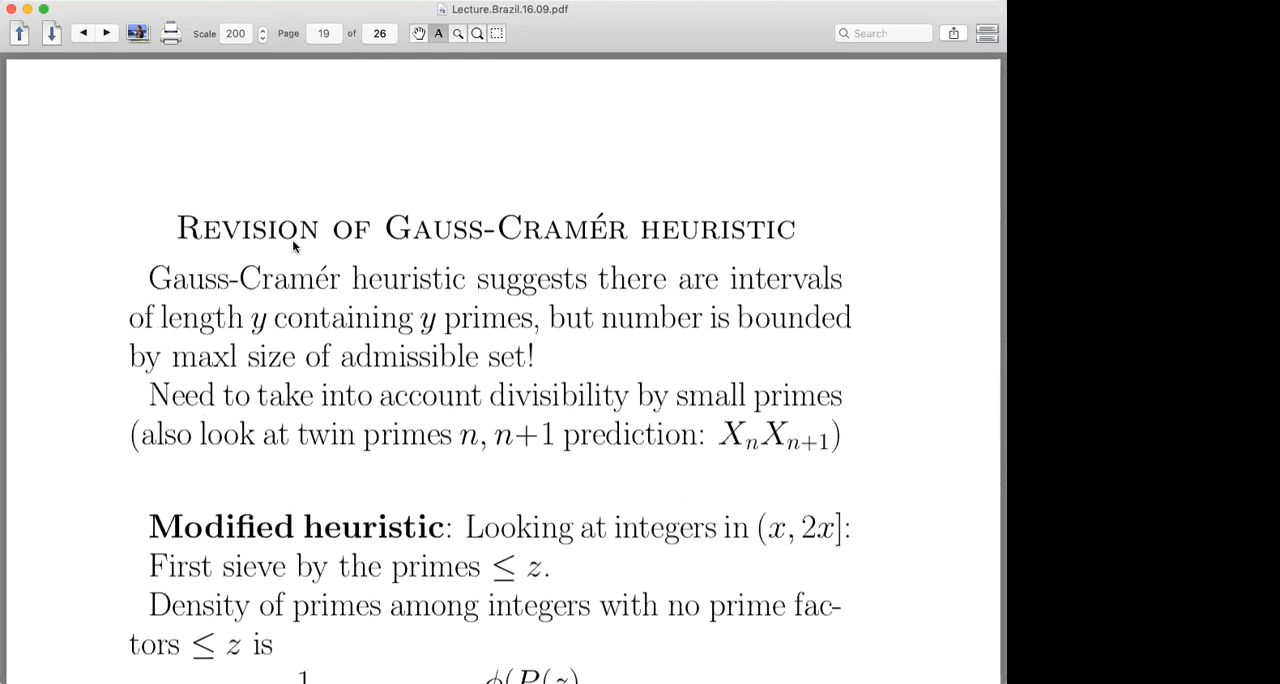 Lecture.Brazil.16.09.pdf
Scale 200 Page 19 of 26 A Search
REVISION OF GAUSS-CRAMÉR HEURISTIC
Gauss-Cramér heuristic suggests there are intervals
of length y containing y primes, but number is bounded
by maxl size of admissible set!
Need to take into account divisibility by small primes
(also look at twin primes n, n+1 prediction: XₙXₙ₊₁)
Modified heuristic: Looking at integers in (x, 2x]:
First sieve by the primes ≤ z.
Density of primes among integers with no prime fac-
tors ≤ z is
1 ϕ(P(z)